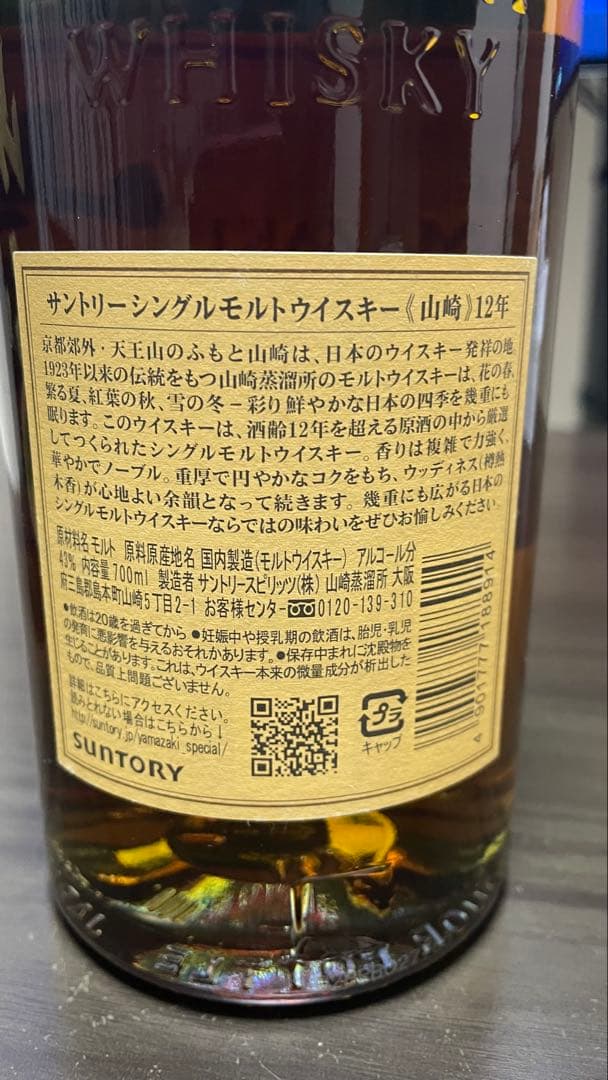 WHISKY
サントリーシングルモルトウイスキー《山崎》12年
京都郊外・天王山のふもと山崎は、日本のウイスキー発祥の地。
1923年以来の伝統をもつ山崎蒸溜所のモルトウイスキーは、花の春、
繁る夏、紅葉の秋、雪の冬−彩り鮮やかな日本の四季を幾重にも
眠ります。このウイスキーは、酒齢12年を超える原酒の中から厳選
してつくられたシングルモルトウイスキー。香りは複雑で力強く、
華やかでノーブル。重厚で円やかなコクをもち、ウッディネス(樽熟
木香)が心地よい余韻となって続きます。幾重にも広がる日本の
シングルモルトウイスキーならではの味わいをぜひお愉しみください。
原材料名 モルト 原料原産地名 国内製造(モルトウイスキー) アルコール分
43% 内容量 700ml 製造者 サントリースピリッツ(株) 山崎蒸溜所 大阪
府三島郡島本町山崎5丁目2-1 お客様センター 0120-139-310
●飲酒は20歳を過ぎてから ●妊娠中や授乳期の飲酒は、胎児・乳児
の発育に悪影響を与えるおそれがあります。●保存中まれに沈殿物を
生じることがあります。これは、ウイスキー本来の微量成分が析出した
もので、品質上問題ございません。
詳細はこちらにアクセスください。
読みとれない場合はこちらから↓
http://suntory.jp/yamazaki_special/
SUNTORY
プラ
キャップ
4 901777 188914